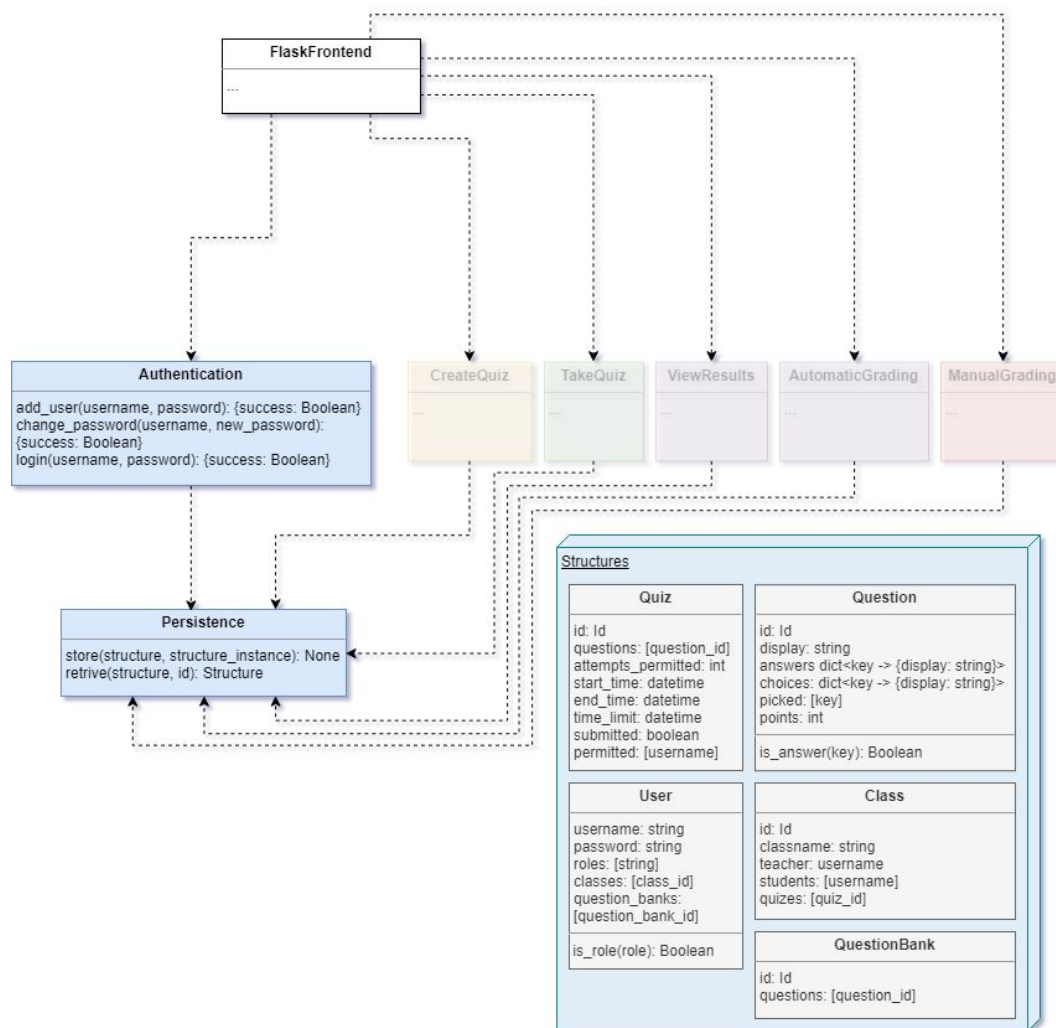 FlaskFrontend
...
Authentication
add_user(username, password): {success: Boolean}
change_password(username, new_password):
{success: Boolean}
login(username, password): {success: Boolean}
CreateQuiz
...
TakeQuiz
...
ViewResults
...
AutomaticGrading
...
ManualGrading
...
Persistence
store(structure, structure_instance): None
retrive(structure, id): Structure
Structures
Quiz
id: Id
questions: [question_id]
attempts_permitted: int
start_time: datetime
end_time: datetime
time_limit: datetime
submitted: boolean
permitted: [username]
Question
id: Id
display: string
answers dict<key -> {display: string}>
choices: dict<key -> {display: string}>
picked: [key]
points: int
is_answer(key): Boolean
User
username: string
password: string
roles: [string]
classes: [class_id]
question_banks:
[question_bank_id]
is_role(role): Boolean
Class
id: Id
classname: string
teacher: username
students: [username]
quizes: [quiz_id]
QuestionBank
id: Id
questions: [question_id]